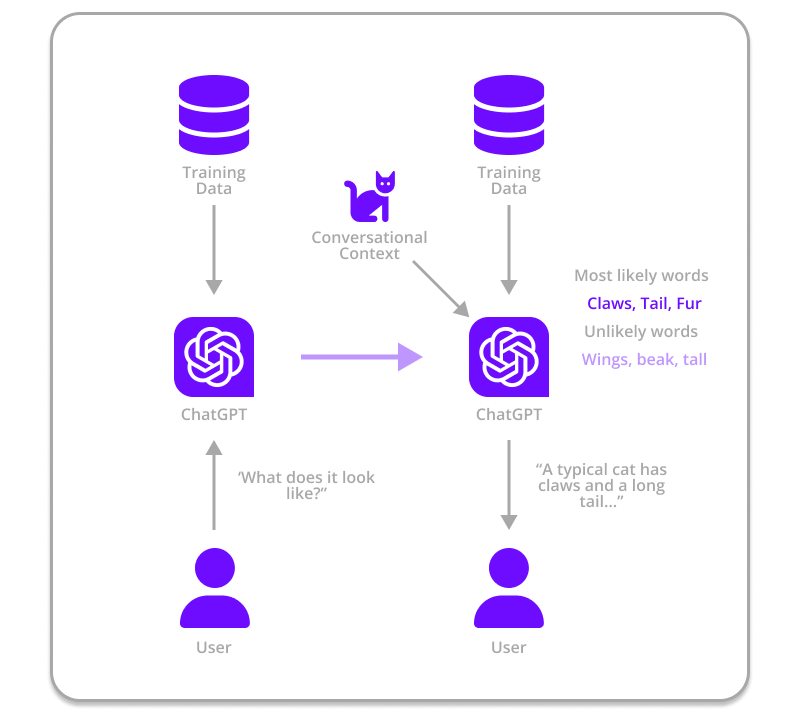 Training
Data
Training
Data
Conversational
Context
Most likely words
Claws, Tail, Fur
Unlikely words
Wings, beak, tall
ChatGPT
ChatGPT
‘What does it look
like?”
“A typical cat has
claws and a long
tail...”
User
User